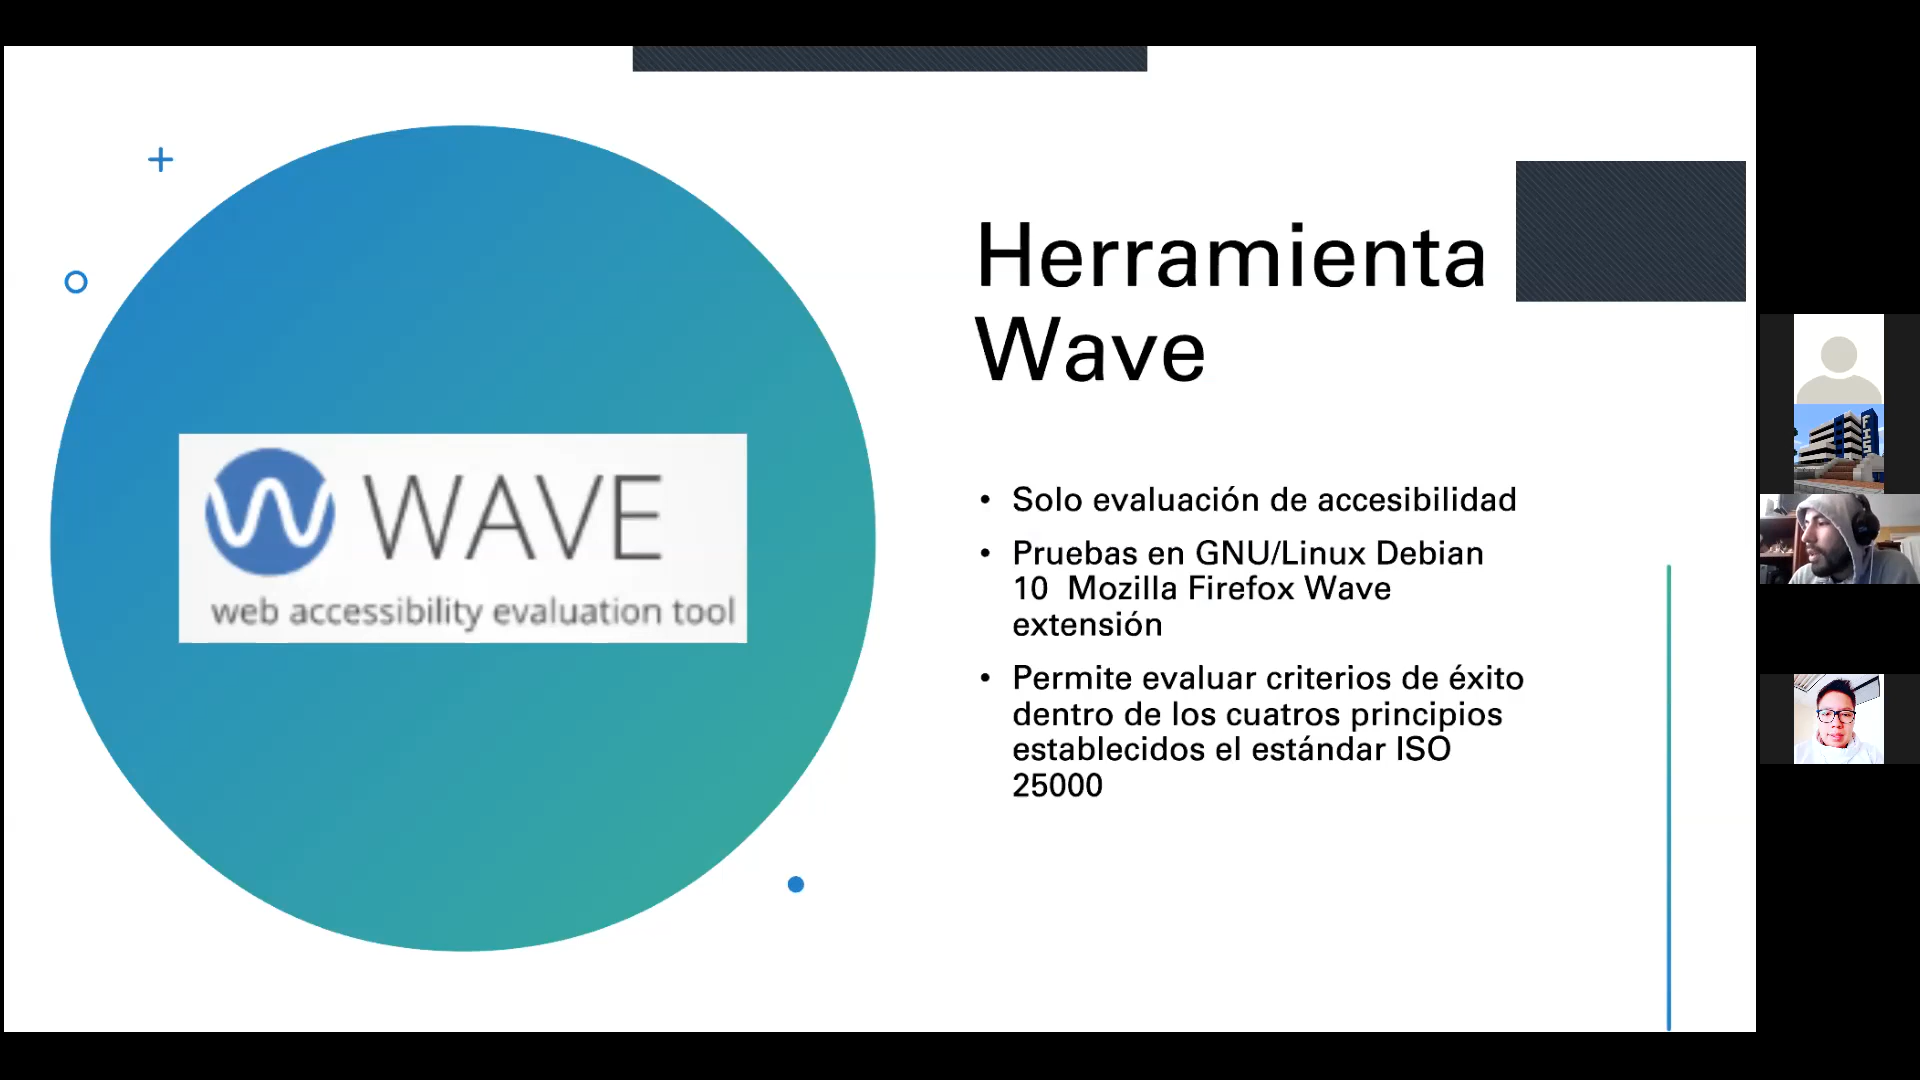 Herramienta
Wave
WAVE
web accessibility evaluation tool
• Solo evaluación de accesibilidad
• Pruebas en GNU/Linux Debian
10  Mozilla Firefox Wave
extensión
• Permite evaluar criterios de éxito
dentro de los cuatros principios
establecidos el estándar ISO
25000